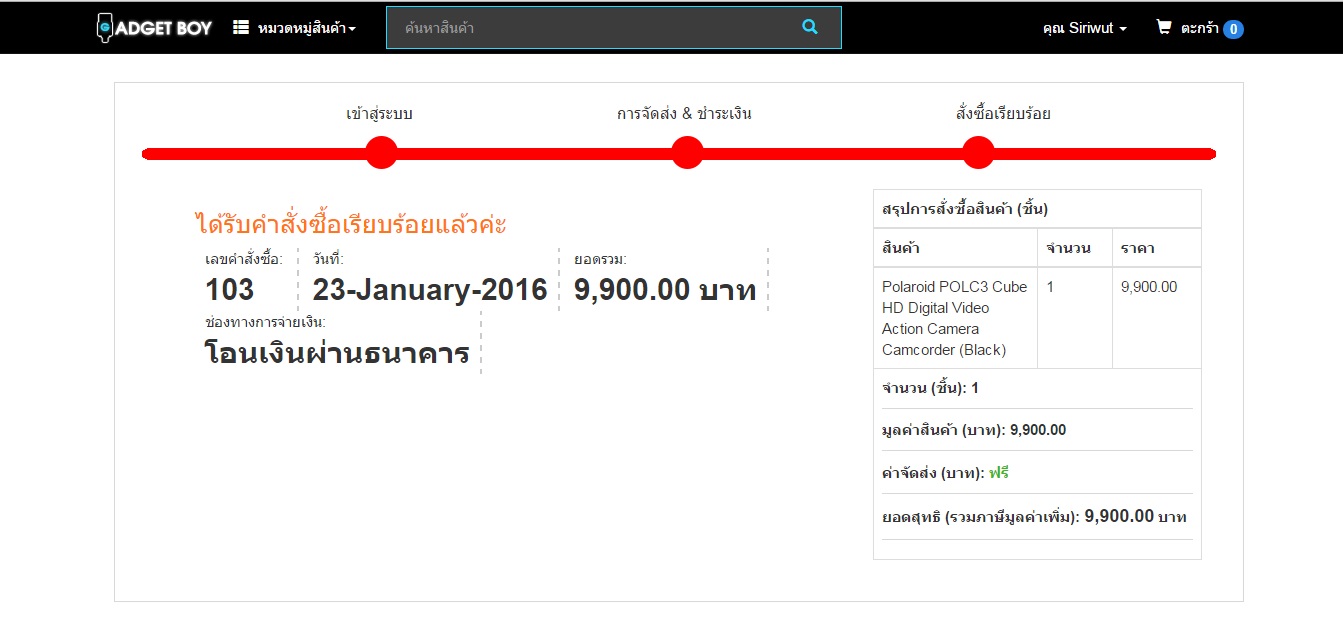 GADGET BOY
หมวดหมู่สินค้า
ค้นหาสินค้า
คุณ Siriwut
ตะกร้า 0
เข้าสู่ระบบ
การจัดส่ง & ชำระเงิน
สั่งซื้อเรียบร้อย
ได้รับคำสั่งซื้อเรียบร้อยแล้วค่ะ
เลขคำสั่งซื้อ:
103
วันที่:
23-January-2016
ยอดรวม:
9,900.00 บาท
ช่องทางการจ่ายเงิน:
โอนเงินผ่านธนาคาร
สรุปการสั่งซื้อสินค้า (ชิ้น)
สินค้า จำนวน ราคา
Polaroid POLC3 Cube 1 9,900.00
HD Digital Video
Action Camera
Camcorder (Black)
จำนวน (ชิ้น): 1
มูลค่าสินค้า (บาท): 9,900.00
ค่าจัดส่ง (บาท): ฟรี
ยอดสุทธิ (รวมภาษีมูลค่าเพิ่ม): 9,900.00 บาท